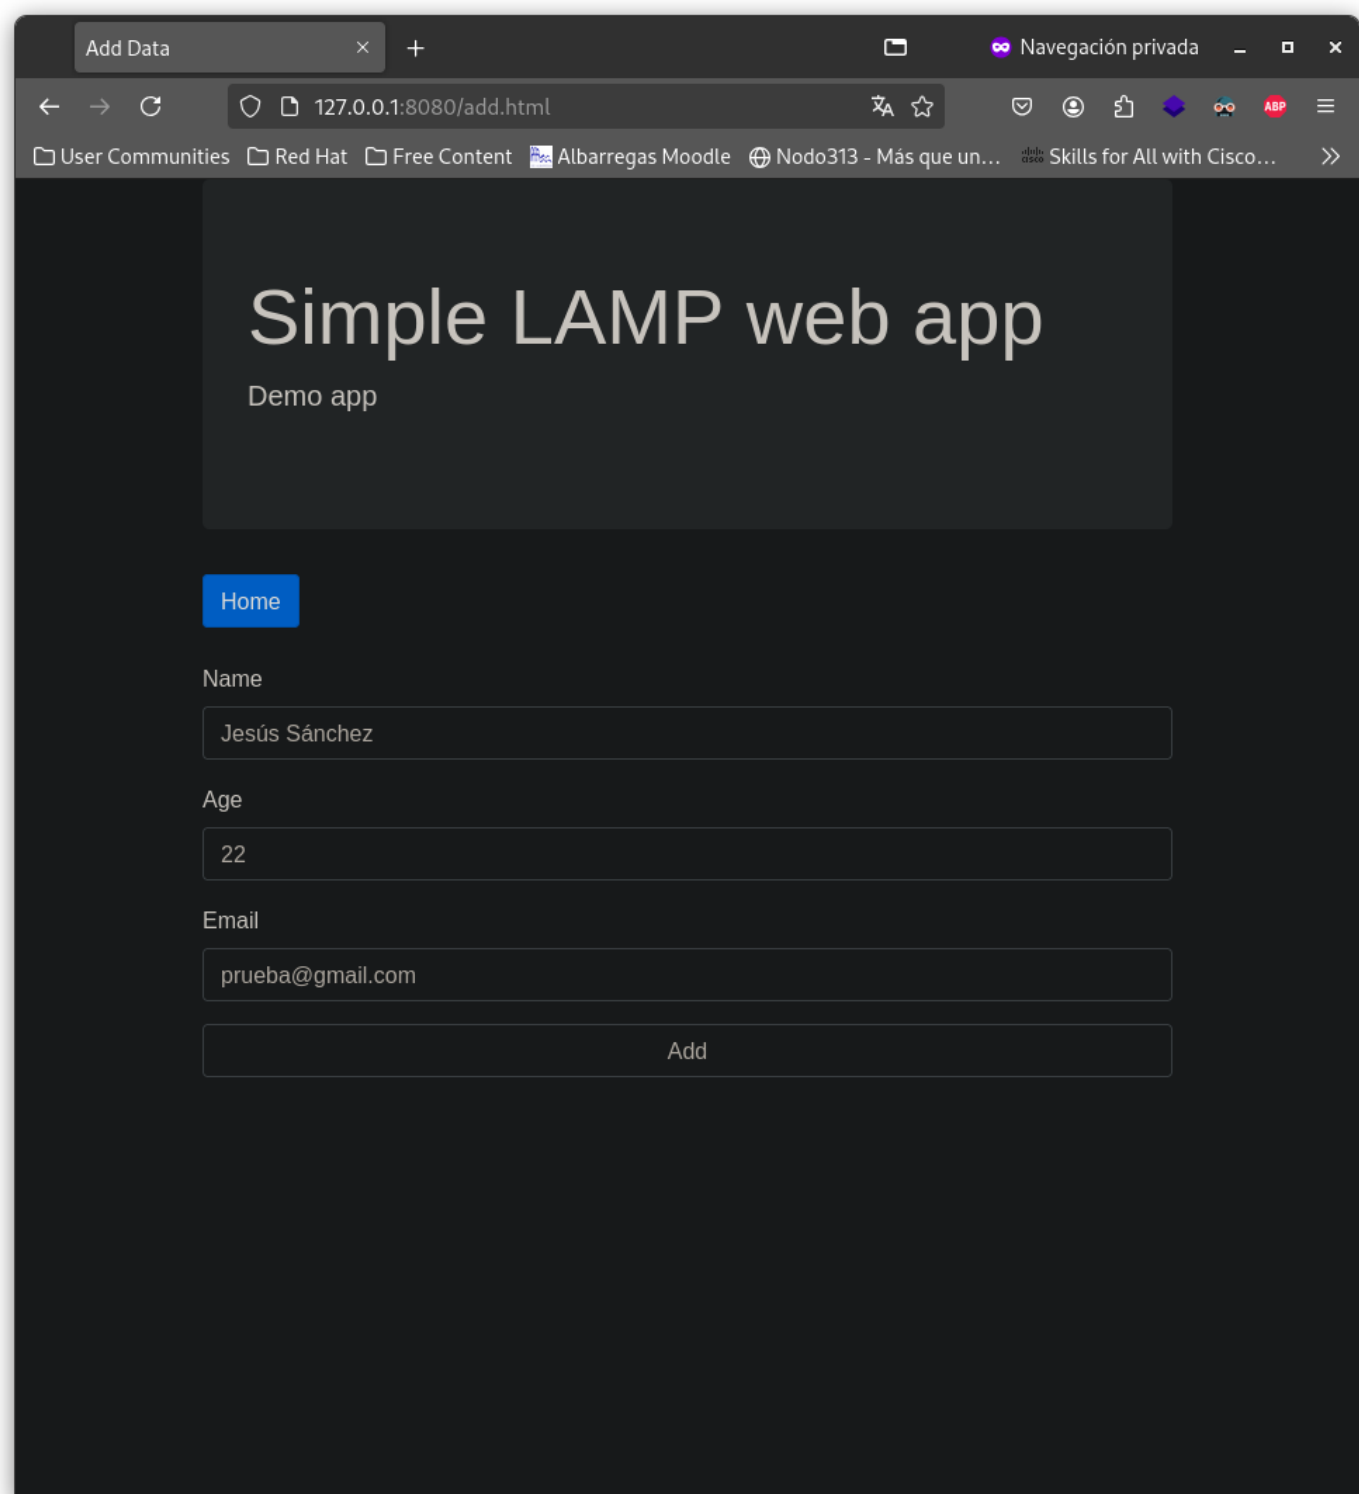 Add Data
Navegación privada
127.0.0.1:8080/add.html
ABP
User Communities Red Hat Free Content Albarregas Moodle Nodo313 - Más que un... Skills for All with Cisco...
Simple LAMP web app
Demo app
Home
Name
Jesús Sánchez
Age
22
Email
prueba@gmail.com
Add